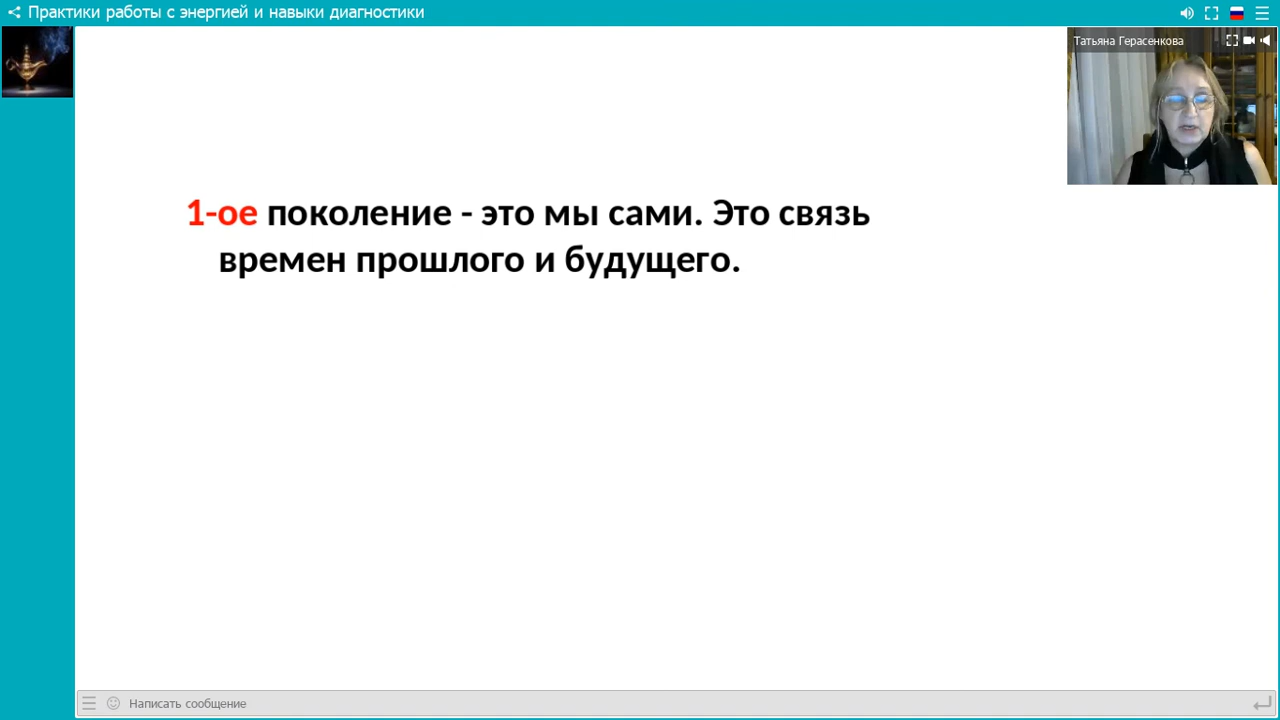 Практики работы с энергией и навыки диагностики
Татьяна Герасенкова
1-ое поколение - это мы сами. Это связь
времен прошлого и будущего.
Написать сообщение